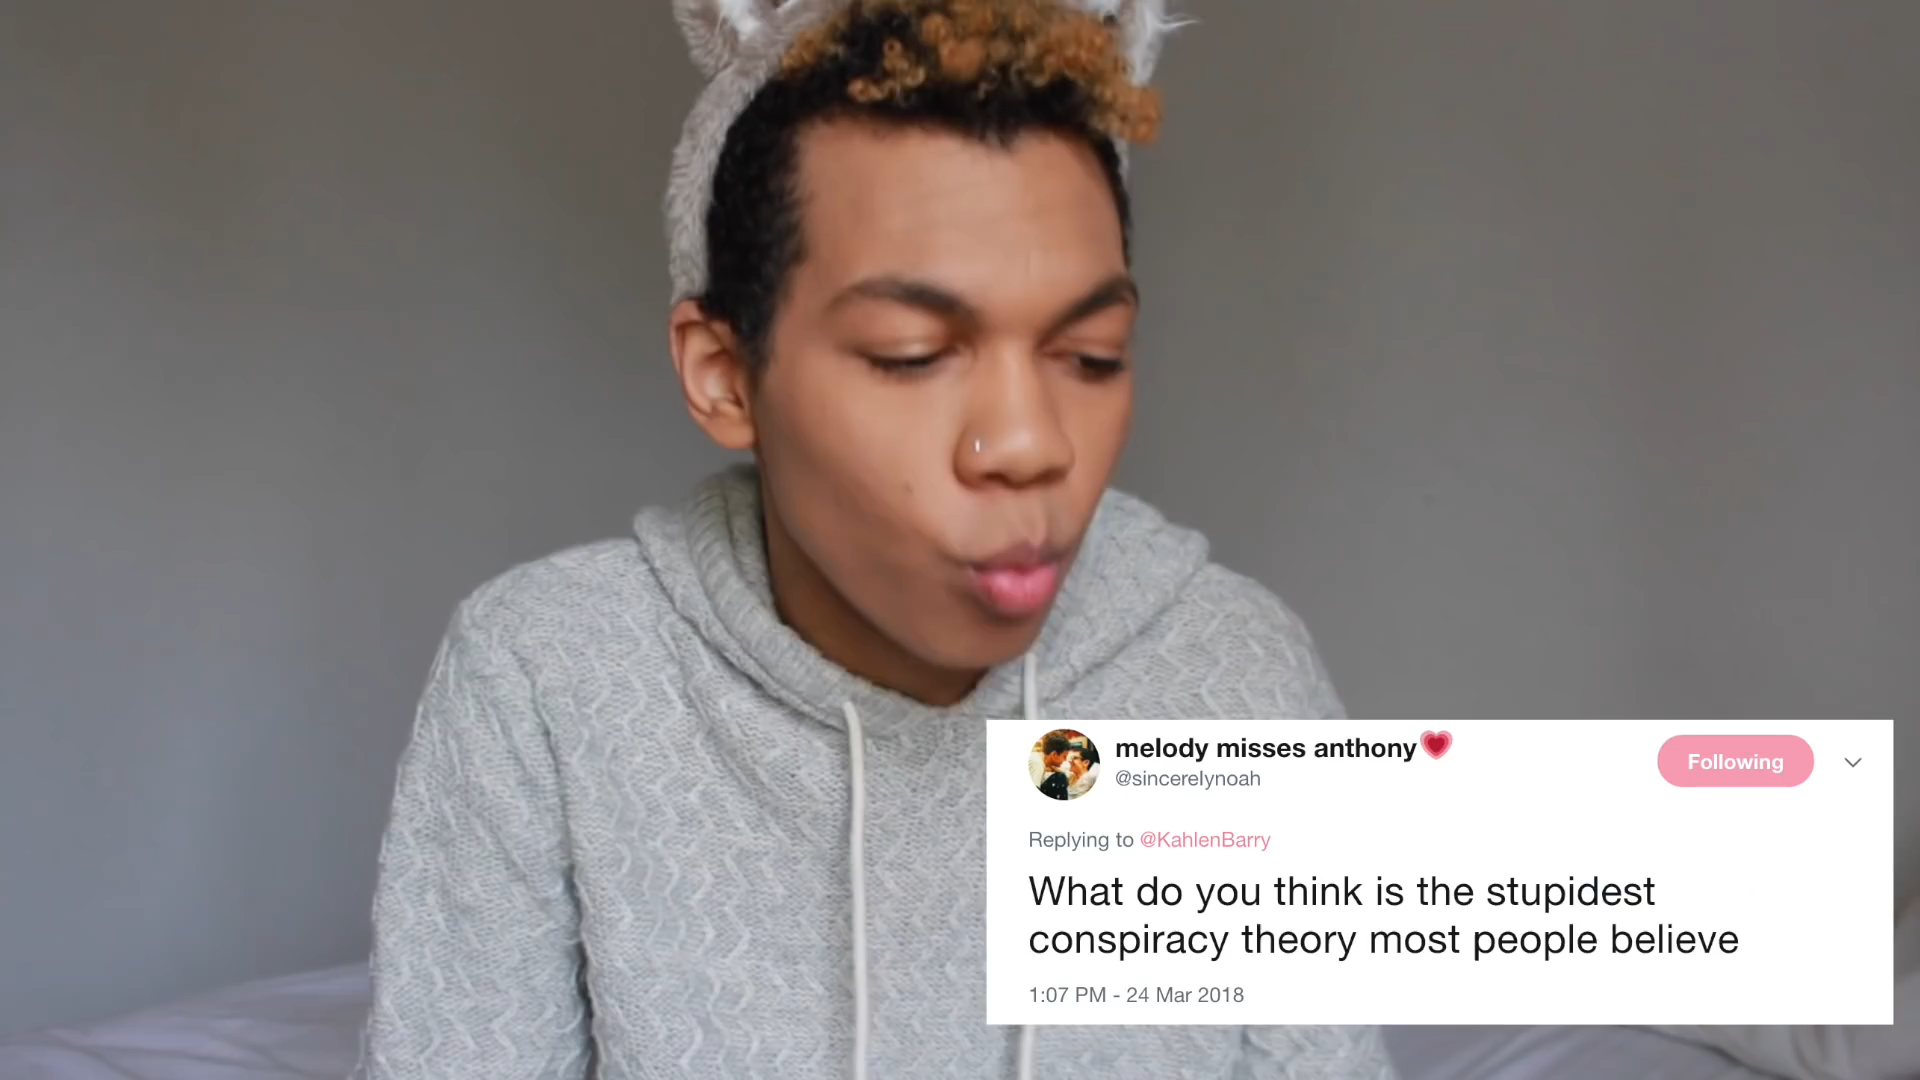 melody misses anthony💗
@sincerelynoah
Following
Replying to @KahlenBarry
What do you think is the stupidest
conspiracy theory most people believe
1:07 PM - 24 Mar 2018